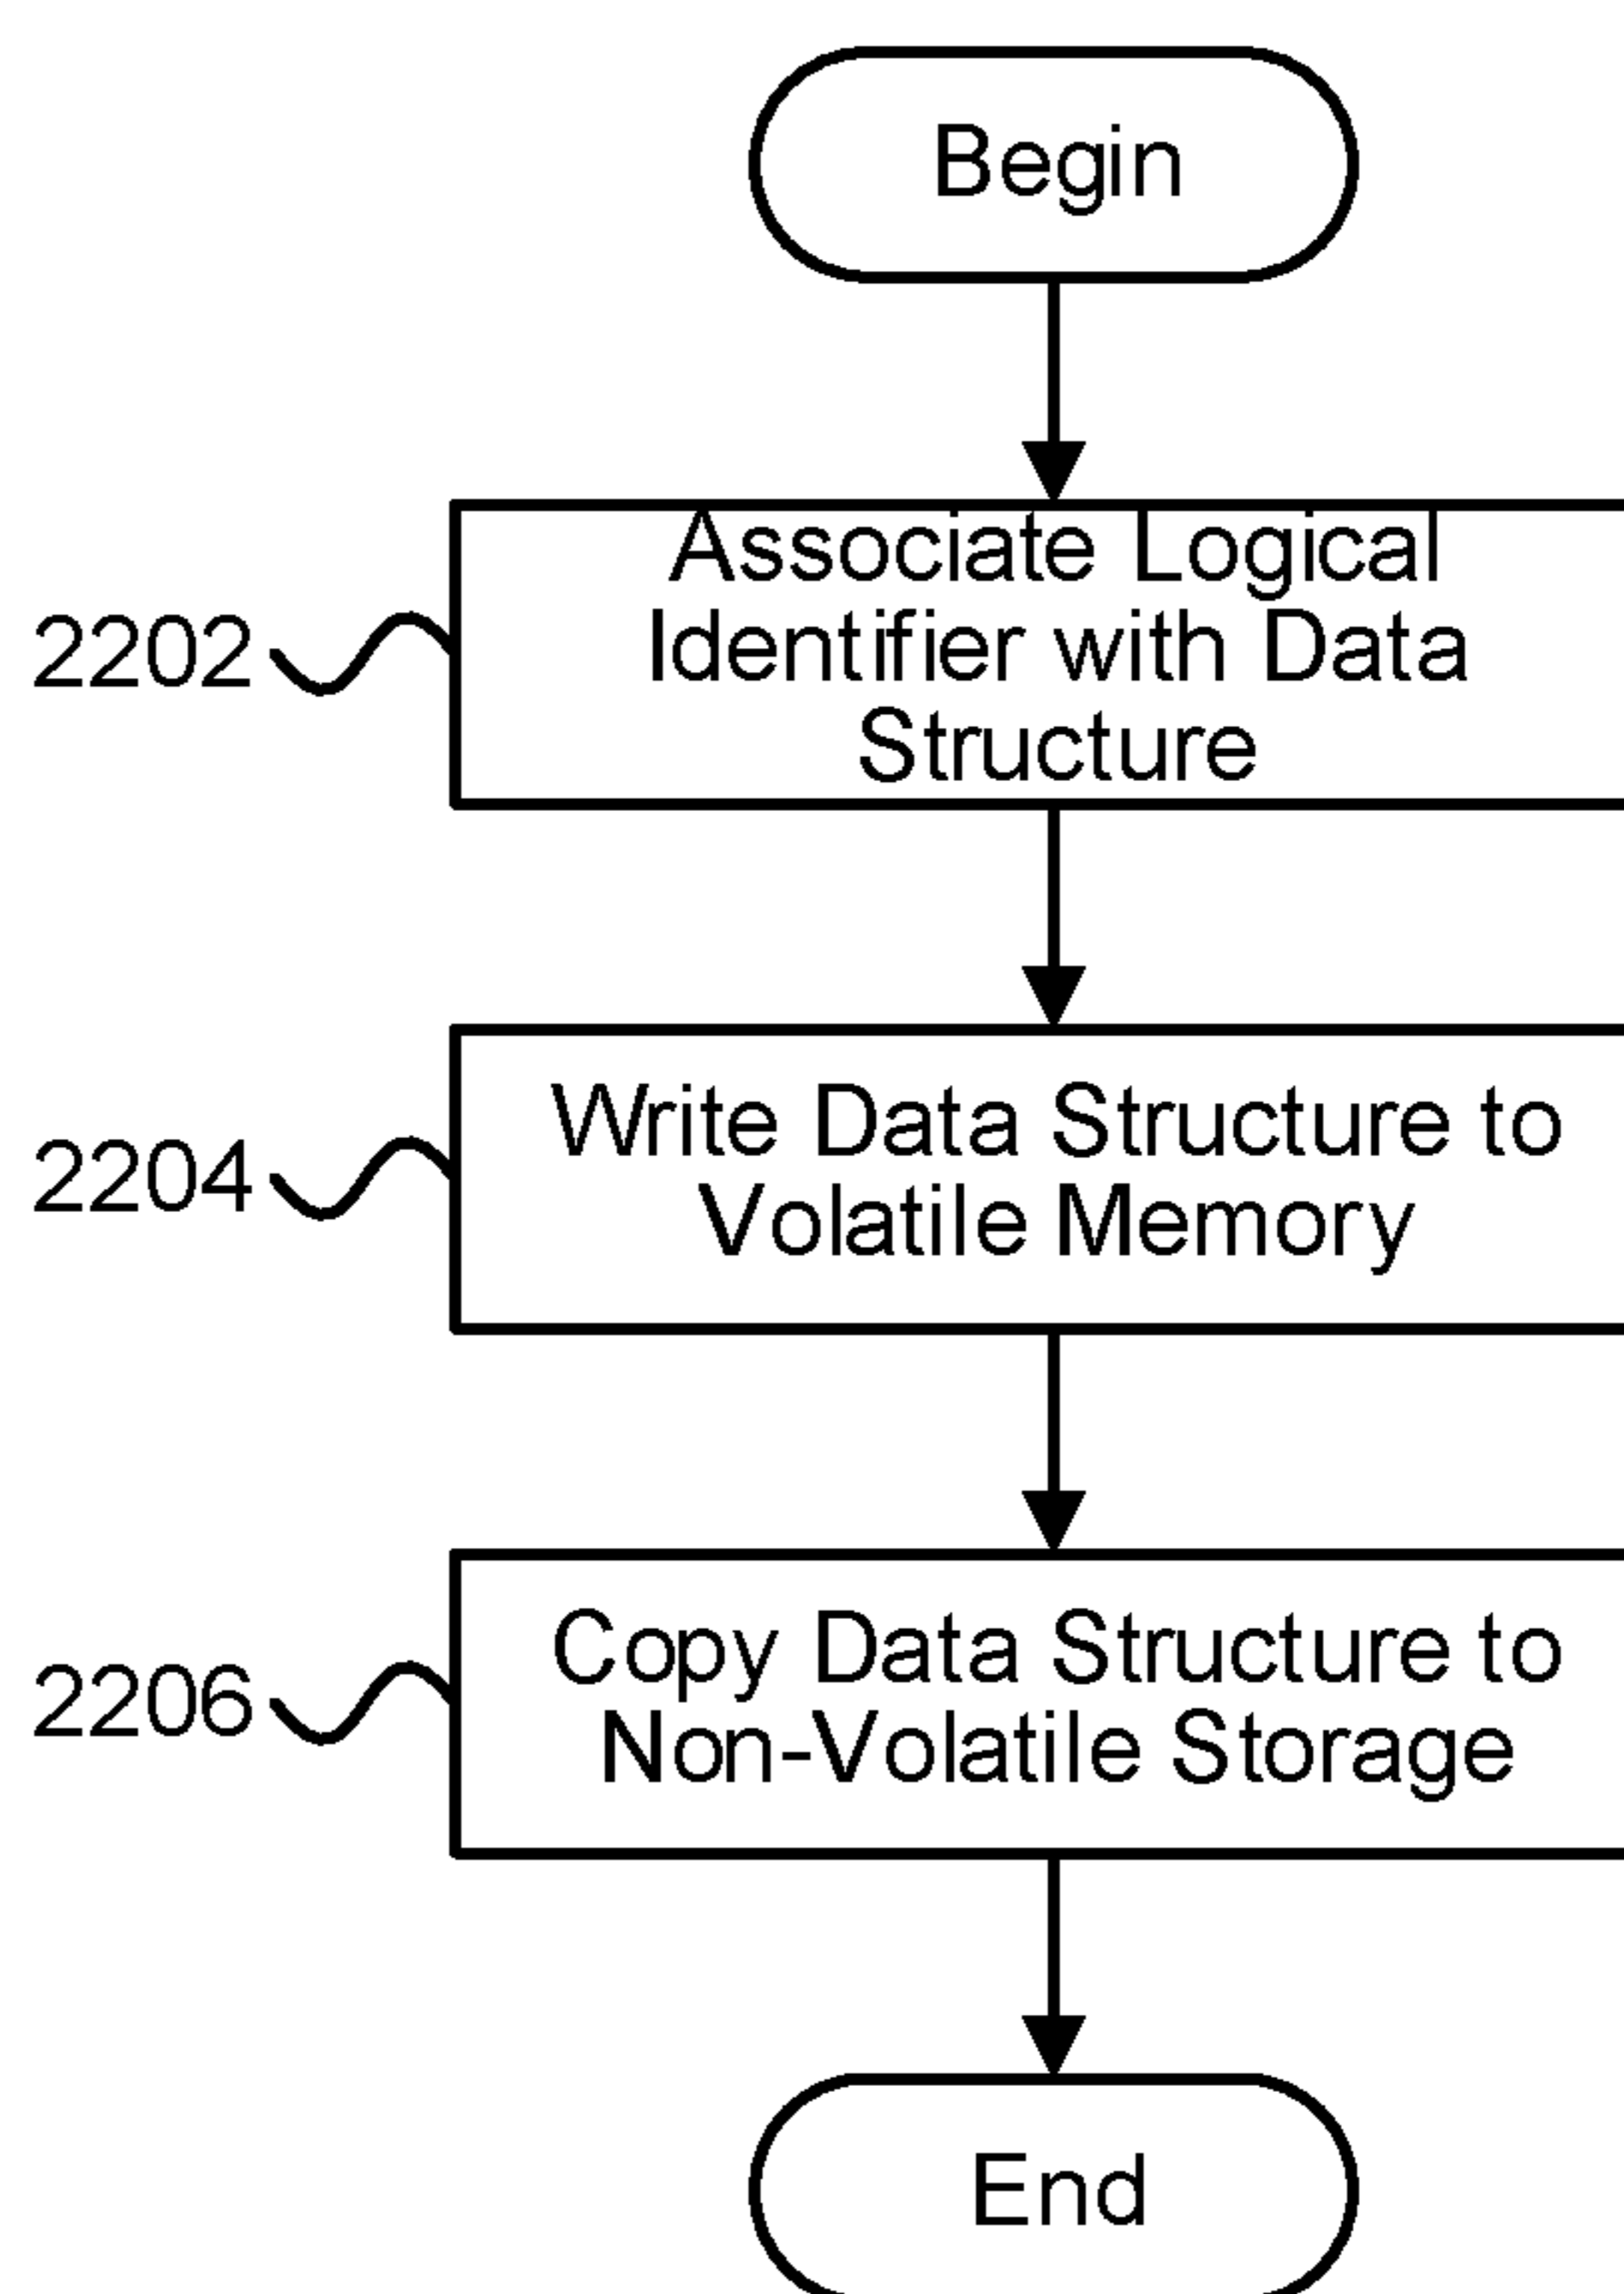 Begin
Associate Logical
Identifier with Data
Structure
2202
Write Data Structure to
Volatile Memory
2204
Copy Data Structure to
Non-Volatile Storage
2206
End